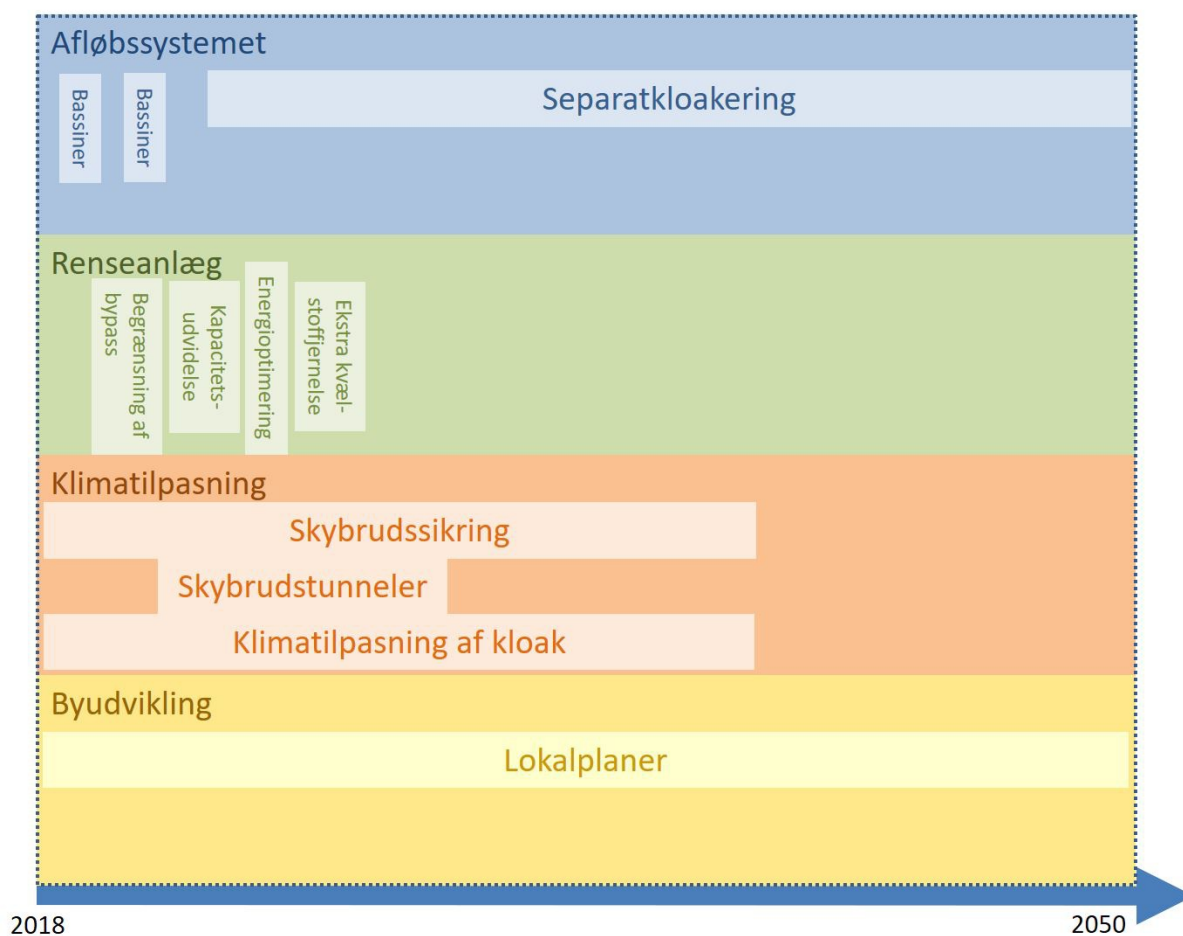 Afløbssystemet
Bassiner
Bassiner
Separatkloakering
Renseanlæg
Begrænsning af
bypass
Kapacitets-
udvidelse
Energioptimering
Ekstra kvæl-
stoffjernelse
Klimatilpasning
Skybrudssikring
Skybrudstunneler
Klimatilpasning af kloak
Byudvikling
Lokalplaner
2018
2050